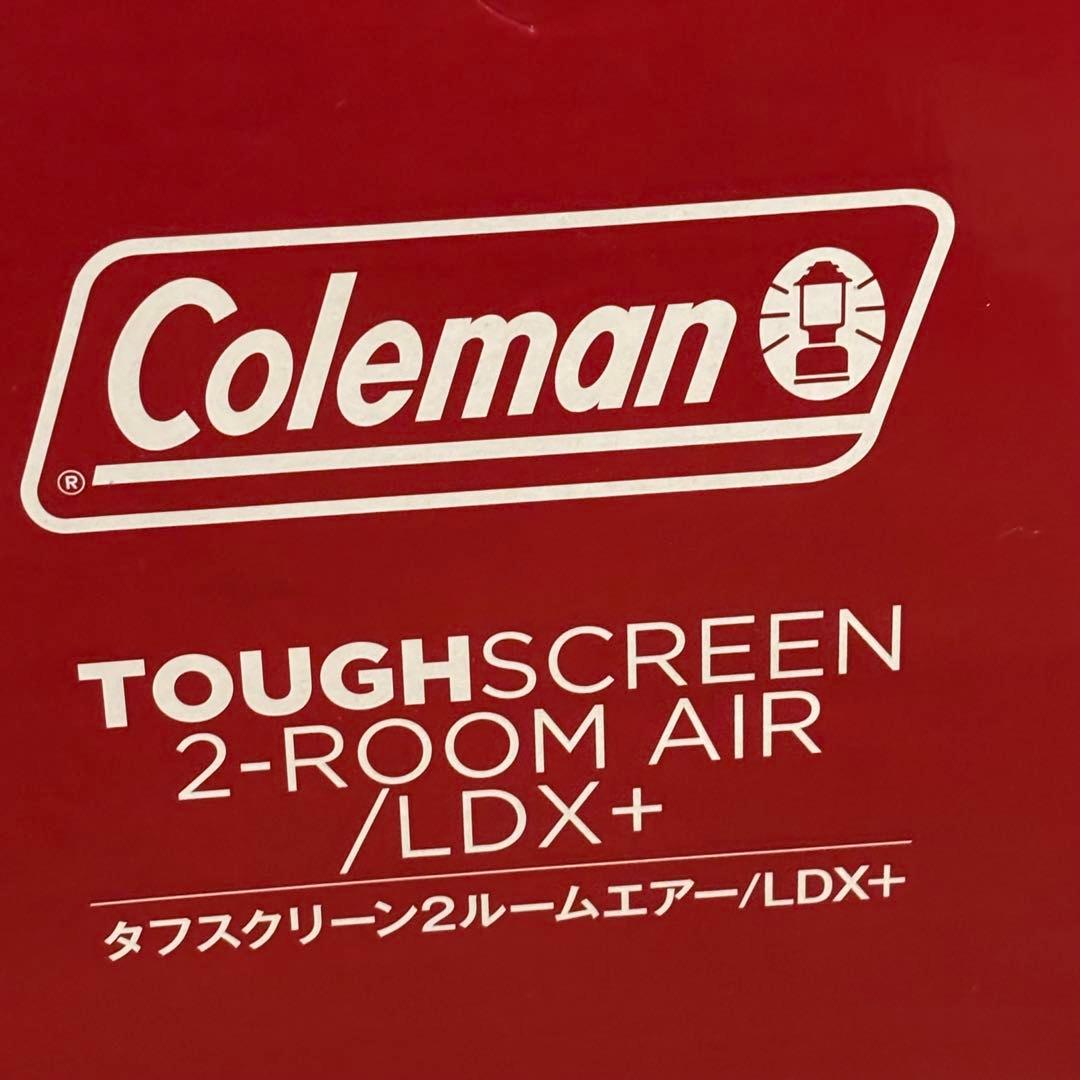 Coleman
®
TOUGHSCREEN
2-ROOM AIR
/LDX+
タフスクリーン2ルームエアー/LDX+